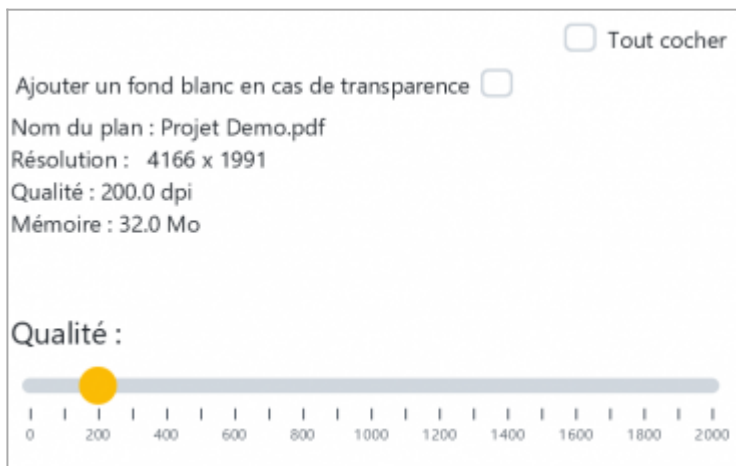 Tout cocher
Ajouter un fond blanc en cas de transparence
Nom du plan : Projet Demo.pdf
Résolution : 4166 x 1991
Qualité : 200.0 dpi
Mémoire : 32.0 Mo
Qualité :
0 200 400 600 800 1000 1200 1400 1600 1800 2000